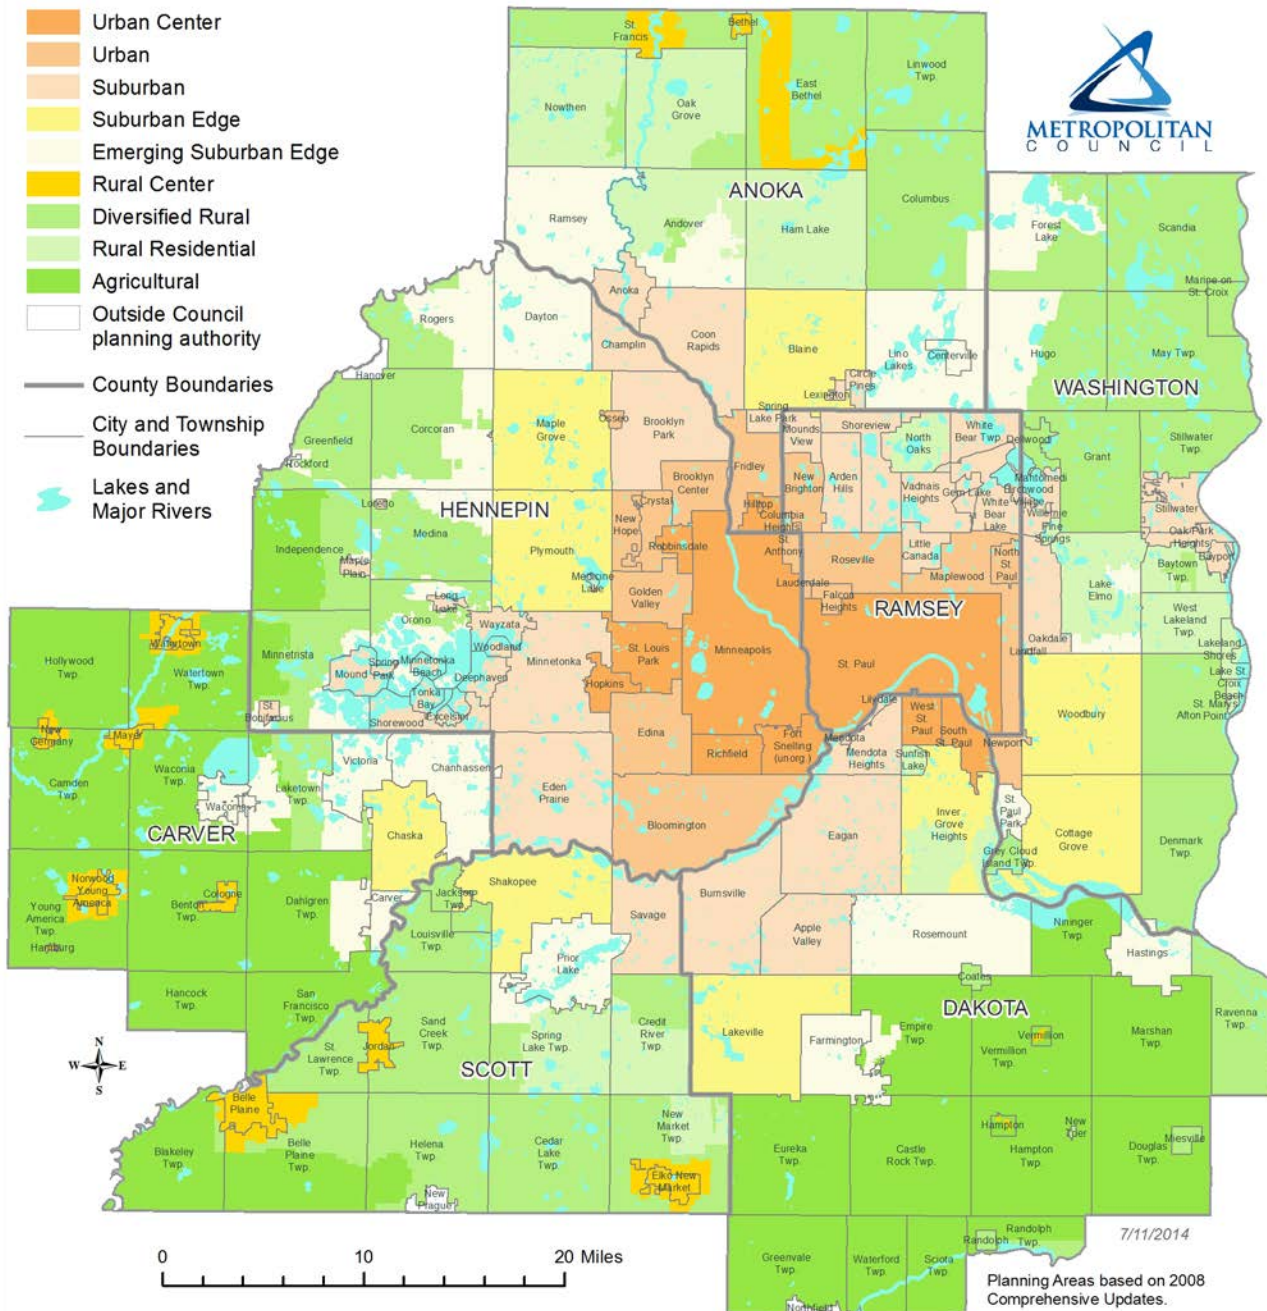 Urban Center
Urban
Suburban
Suburban Edge
Emerging Suburban Edge
Rural Center
Diversified Rural
Rural Residential
Agricultural
Outside Council
planning authority
County Boundaries
City and Township
Boundaries
Lakes and
Major Rivers
METROPOLITAN
COUNCIL
ANOKA
St.
Francis
Bethel
Nowthen
Oak
Grove
East
Bethel
Linwood
Twp.
Ramsey
Andover
Ham Lake
Columbus
Anoka
Coon
Rapids
Blaine
Lino
Lakes
Centerville
Circle
Pines
Lexington
Spring
Lake Park
Fridley
Hilltop
Columbia
Heights
WASHINGTON
Forest
Lake
Scandia
Marine on
St. Croix
Hugo
May Twp.
Dellwood
Grant
Stillwater
Twp.
Mahtomedi
Birchwood
Village
Willernie
Pine
Springs
Stillwater
Oak Park
Heights
Bayport
Baytown
Twp.
Lake
Elmo
West
Lakeland
Twp.
Lakeland
Shores
Lake St.
Croix
Beach
St. Mary's
Point
Afton
Oakdale
Landfall
Woodbury
Newport
St.
Paul
Park
Grey Cloud
Island Twp.
Cottage
Grove
Denmark
Twp.
HENNEPIN
Rogers
Dayton
Champlin
Hanover
Greenfield
Corcoran
Maple
Grove
Osseo
Brooklyn
Park
Rockford
Loretto
Brooklyn
Center
Crystal
New
Hope
Robbinsdale
Independence
Medina
Plymouth
Maple
Plain
Medicine
Lake
Golden
Valley
Long
Lake
Orono
Wayzata
Woodland
Minnetrista
Mound
Spring
Park
Minnetonka
Beach
Deephaven
Minnetonka
St. Louis
Park
Minneapolis
Hopkins
Tonka
Bay
Excelsior
Shorewood
St.
Bonifacius
Edina
Richfield
Fort
Snelling
(unorg.)
Eden
Prairie
Bloomington
RAMSEY
Mounds
View
Shoreview
North
Oaks
White
Bear Twp.
New
Brighton
Arden
Hills
Vadnais
Heights
Gem Lake
White
Bear
Lake
St.
Anthony
Roseville
Little
Canada
Maplewood
North
St.
Paul
Lauderdale
Falcon
Heights
St. Paul
CARVER
Hollywood
Twp.
Watertown
Watertown
Twp.
New
Germany
Mayer
Camden
Twp.
Waconia
Twp.
Waconia
Laketown
Twp.
Victoria
Chanhassen
Chaska
Norwood
Young
America
Young
America
Twp.
Hamburg
Cologne
Benton
Twp.
Dahlgren
Twp.
Carver
Hancock
Twp.
San
Francisco
Twp.
SCOTT
Jackson
Twp.
Shakopee
Louisville
Twp.
Savage
Prior
Lake
Sand
Creek
Twp.
Spring
Lake Twp.
Credit
River Twp.
St.
Lawrence
Twp.
Jordan
Belle
Plaine
Blakeley
Twp.
Belle
Plaine
Twp.
Helena
Twp.
Cedar
Lake
Twp.
New
Market
Twp.
Elko New
Market
New
Prague
DAKOTA
Lilydale
Mendota
Mendota
Heights
West
St.
Paul
South
St. Paul
Sunfish
Lake
Eagan
Inver
Grove
Heights
Burnsville
Apple
Valley
Rosemount
Nininger
Twp.
Hastings
Coates
Lakeville
Farmington
Empire
Twp.
Vermillion
Vermillion
Twp.
Marshan
Twp.
Ravenna
Twp.
Eureka
Twp.
Castle
Rock Twp.
Hampton
Hampton
Twp.
New
Trier
Douglas
Twp.
Miesville
Greenvale
Twp.
Waterford
Twp.
Sciota
Twp.
Randolph
Randolph
Twp.
Northfield
N
W E
S
0 10 20 Miles
7/11/2014
Planning Areas based on 2008
Comprehensive Updates.